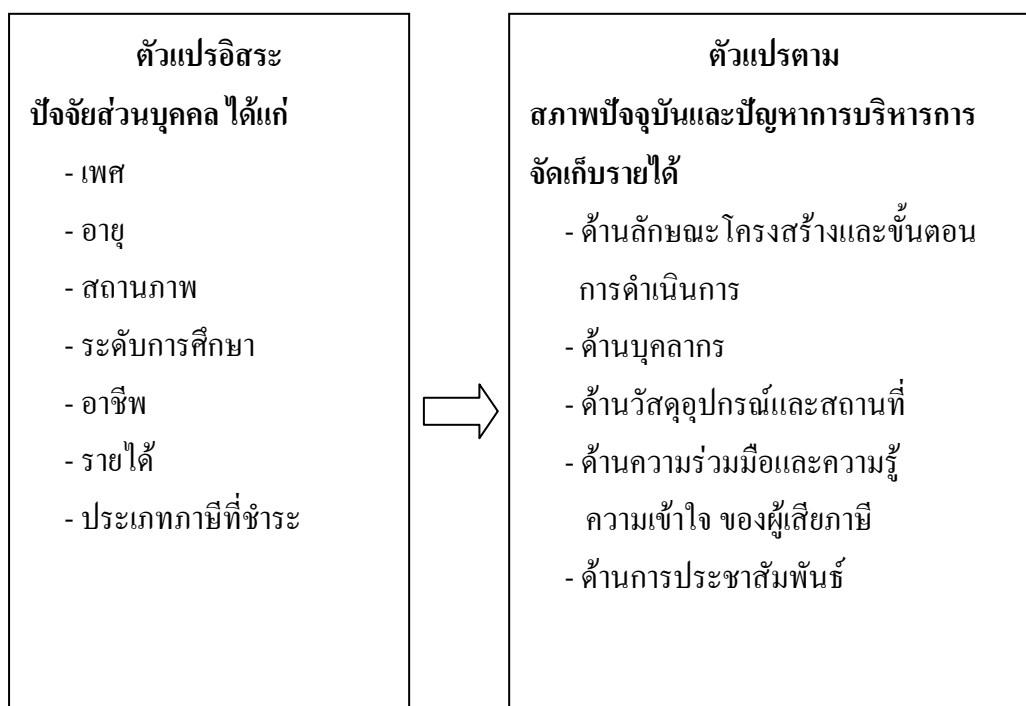 ตัวแปรอิสระ
ปัจจัยส่วนบุคคล ได้แก่
- เพศ
- อายุ
- สถานภาพ
- ระดับการศึกษา
- อาชีพ
- รายได้
- ประเภทภาษีที่ชำระ
ตัวแปรตาม
สภาพปัจจุบันและปัญหาการบริหารการ
จัดเก็บรายได้
- ด้านลักษณะโครงสร้างและขั้นตอน
การดำเนินการ
- ด้านบุคลากร
- ด้านวัสดุอุปกรณ์และสถานที่
- ด้านความร่วมมือและความรู้
ความเข้าใจ ของผู้เสียภาษี
- ด้านการประชาสัมพันธ์